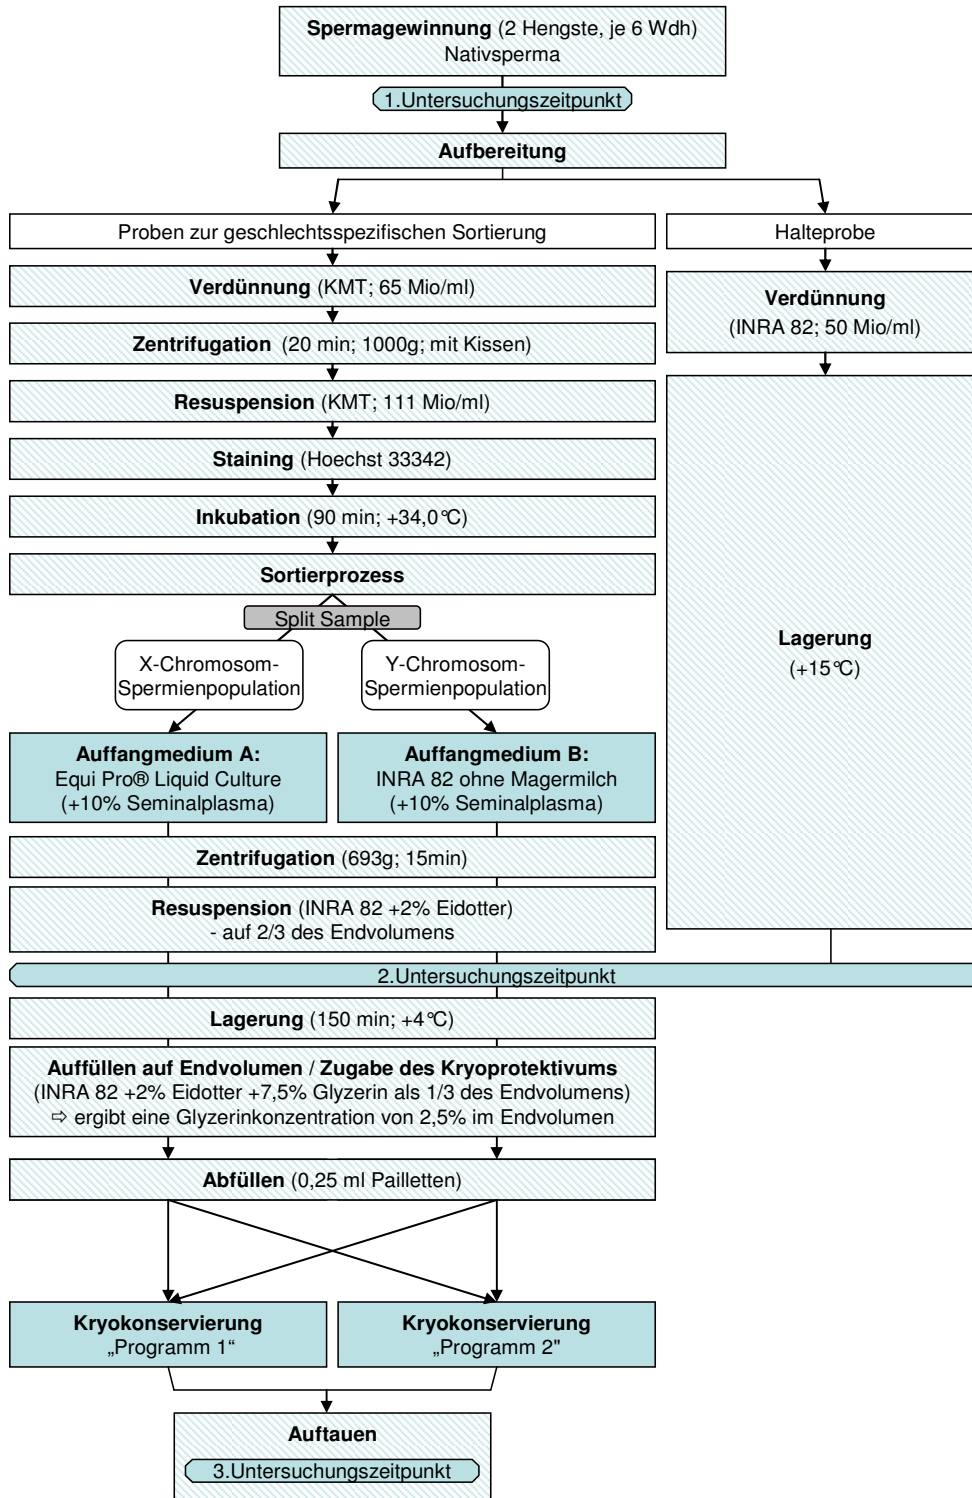 Spermagewinnung (2 Hengste, je 6 Wdh)
Nativsperma
1.Untersuchungszeitpunkt
Aufbereitung
Proben zur geschlechtsspezifischen Sortierung
Halteprobe
Verdünnung (KMT; 65 Mio/ml)
Verdünnung
(INRA 82; 50 Mio/ml)
Zentrifugation (20 min; 1000g; mit Kissen)
Resuspension (KMT; 111 Mio/ml)
Staining (Hoechst 33342)
Inkubation (90 min; +34,0°C)
Sortierprozess
Split Sample
X-Chromosom-
Spermienpopulation
Y-Chromosom-
Spermienpopulation
Lagerung
(+15°C)
Auffangmedium A:
Equi Pro® Liquid Culture
(+10% Seminalplasma)
Auffangmedium B:
INRA 82 ohne Magermilch
(+10% Seminalplasma)
Zentrifugation (693g; 15min)
Resuspension (INRA 82 +2% Eidotter)
- auf 2/3 des Endvolumens
2.Untersuchungszeitpunkt
Lagerung (150 min; +4°C)
Auffüllen auf Endvolumen / Zugabe des Kryoprotektivums
(INRA 82 +2% Eidotter +7,5% Glyzerin als 1/3 des Endvolumens)
⇨ ergibt eine Glyzerinkonzentration von 2,5% im Endvolumen
Abfüllen (0,25 ml Pailletten)
Kryokonservierung
„Programm 1“
Kryokonservierung
„Programm 2"
Auftauen
3.Untersuchungszeitpunkt